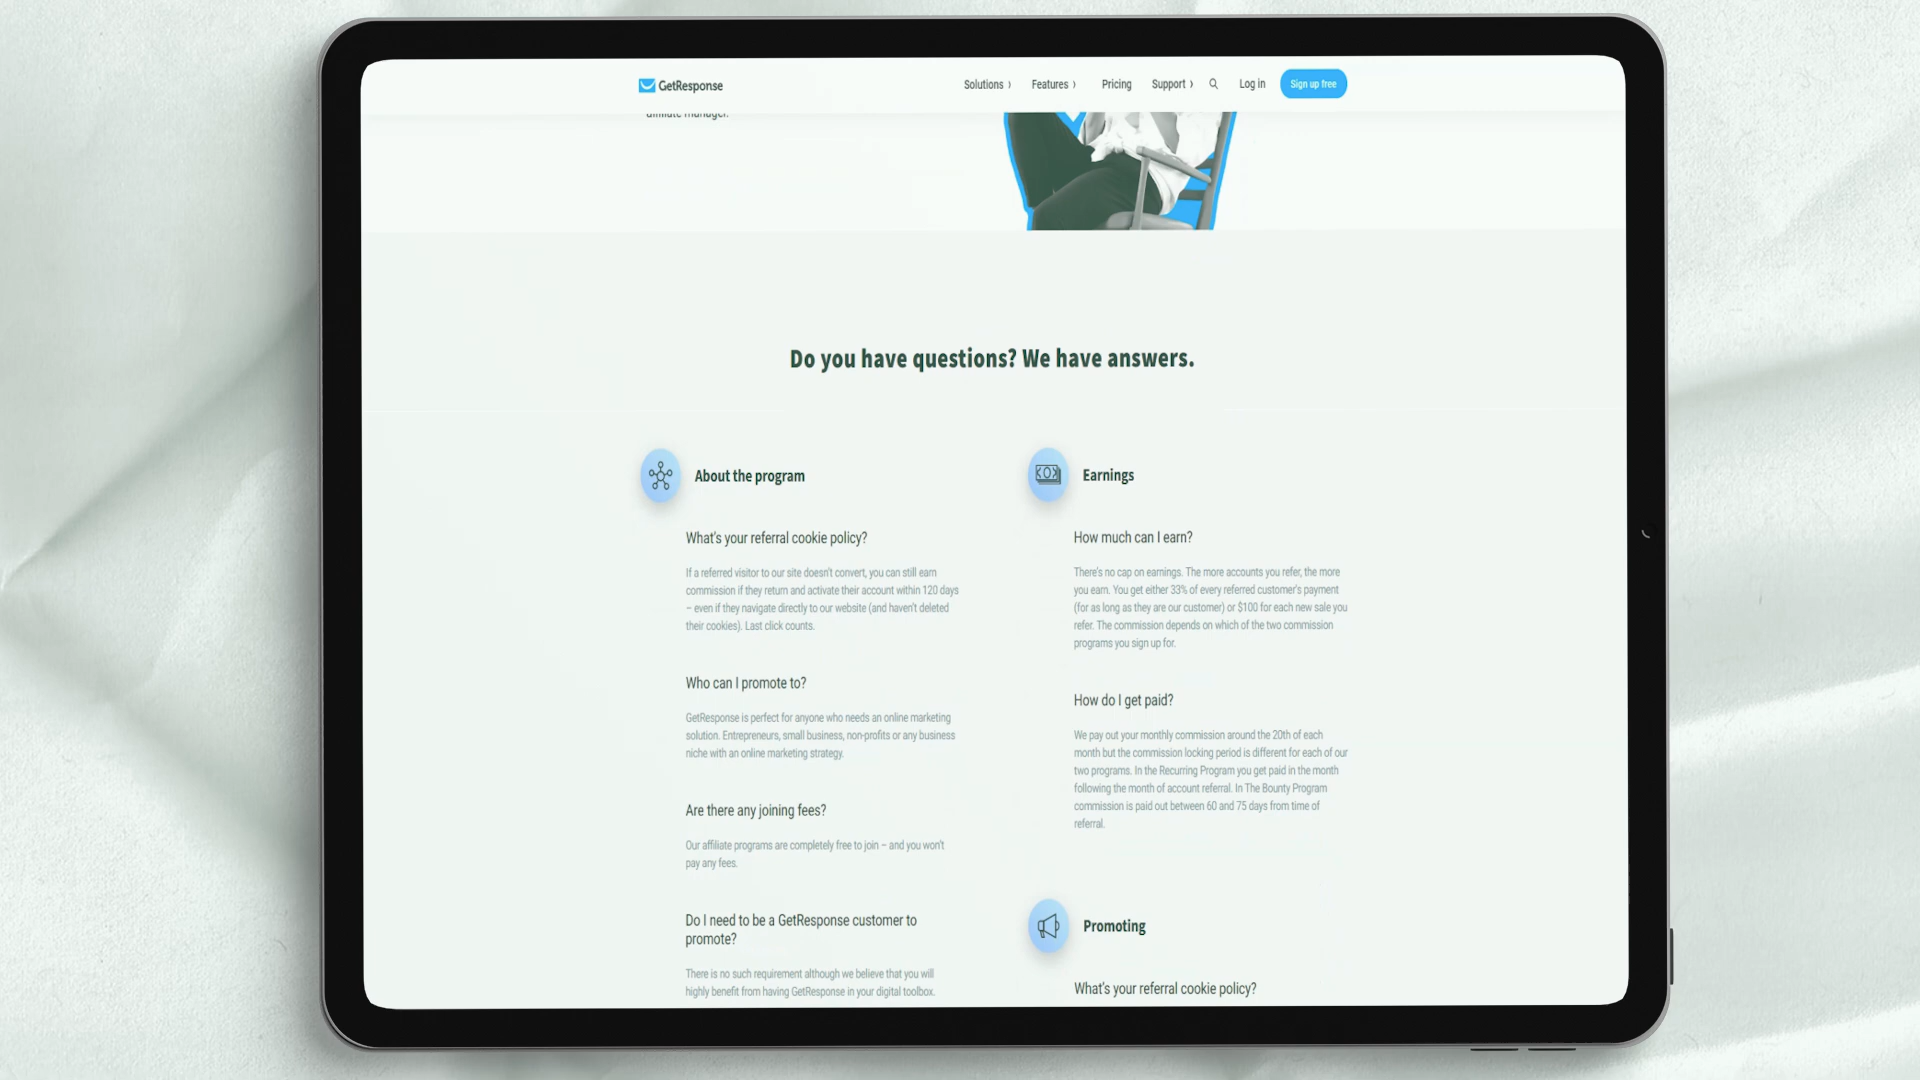 GetResponse
Solutions
Features
Pricing
Support
Log in
Sign up free
affiliate manager.
Do you have questions? We have answers.
About the program
What's your referral cookie policy?
If a referred visitor to our site doesn't convert, you can still earn
commission if they return and activate their account within 120 days
– even if they navigate directly to our website (and haven't deleted
their cookies). Last click counts.
Who can I promote to?
GetResponse is perfect for anyone who needs an online marketing
solution. Entrepreneurs, small business, non-profits or any business
niche with an online marketing strategy.
Are there any joining fees?
Our affiliate programs are completely free to join – and you won't
pay any fees.
Do I need to be a GetResponse customer to
promote?
There is no such requirement although we believe that you will
highly benefit from having GetResponse in your digital toolbox.
Earnings
How much can I earn?
There's no cap on earnings. The more accounts you refer, the more
you earn. You get either 33% of every referred customer's payment
(for as long as they are our customer) or $100 for each new sale you
refer. The commission depends on which of the two commission
programs you sign up for.
How do I get paid?
We pay out your monthly commission around the 20th of each
month but the commission locking period is different for each of our
two programs. In the Recurring Program you get paid in the month
following the month of account referral. In The Bounty Program
commission is paid out between 60 and 75 days from time of
referral.
Promoting
What's your referral cookie policy?